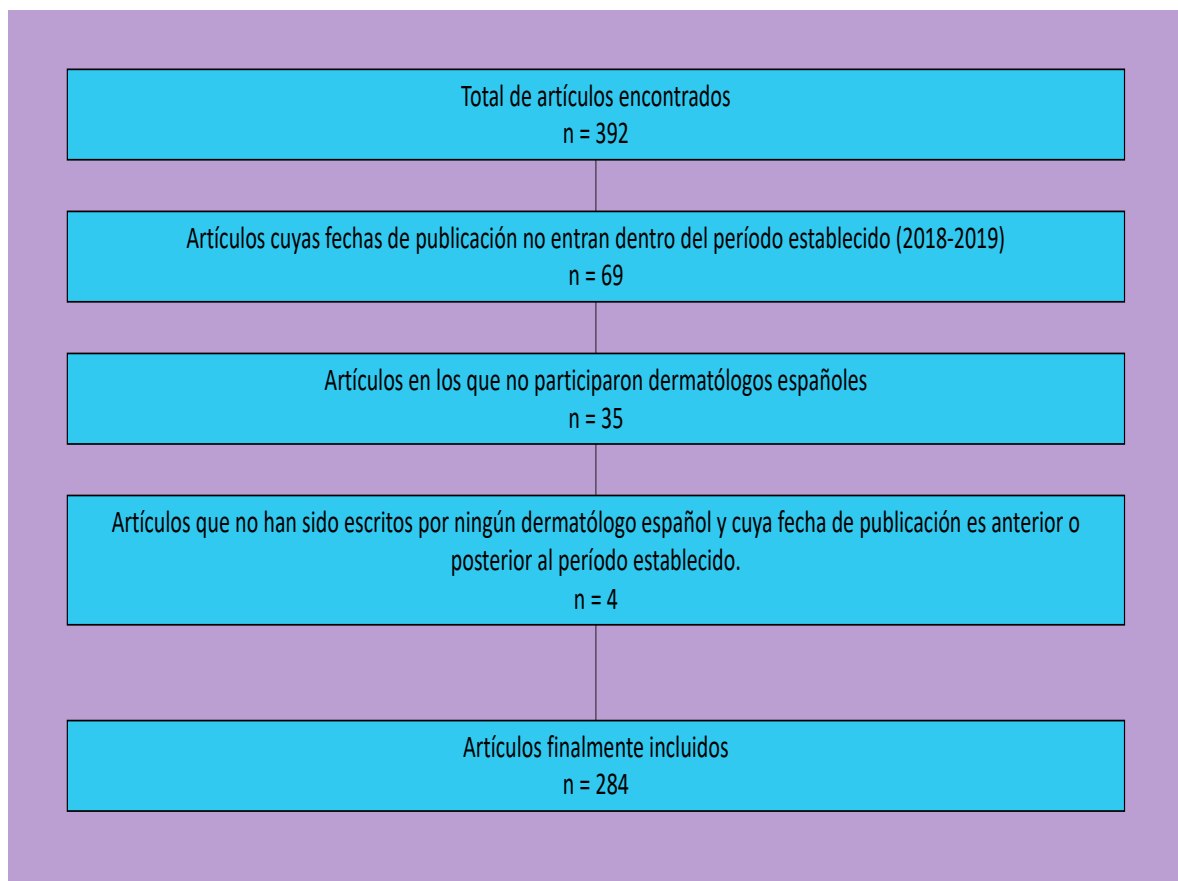 Total de artículos encontrados
n = 392
Artículos cuyas fechas de publicación no entran dentro del período establecido (2018-2019)
n = 69
Artículos en los que no participaron dermatólogos españoles
n = 35
Artículos que no han sido escritos por ningún dermatólogo español y cuya fecha de publicación es anterior o
posterior al período establecido.
n = 4
Artículos finalmente incluidos
n = 284